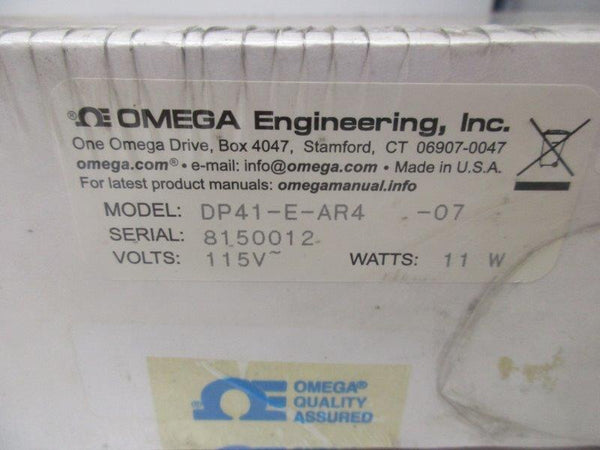 ® OMEGA Engineering, Inc.
One Omega Drive, Box 4047, Stamford, CT 06907-0047
omega.com® • e-mail: info@omega.com • Made in U.S.A.
For latest product manuals: omegamanual.info
MODEL: DP41-E-AR4 -07
SERIAL: 8150012
VOLTS: 115V~ WATTS: 11 W
OMEGA®
QUALITY
ASSURED